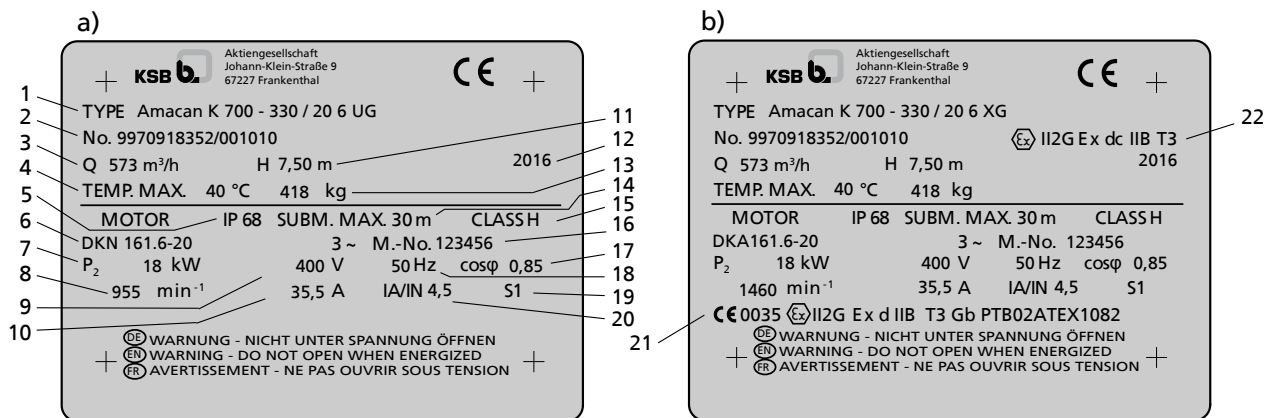 a)
KSB b.
Aktiengesellschaft
Johann-Klein-Straße 9
67227 Frankenthal
CE
1 TYPE Amacan K 700 - 330 / 20 6 UG
2 No. 9970918352/001010
3 Q 573 m³/h H 7,50 m 11
2016 12
4 TEMP. MAX. 40 °C 418 kg 13
5 MOTOR IP 68 SUBM. MAX. 30 m 14 CLASS H 15
6 DKN 161.6-20 3 ~ M.-No. 123456 16
7 P₂ 18 kW 400 V 9 50 Hz 18 cosφ 0,85 17
8 955 min⁻¹ 35,5 A 10 IA/IN 4,5 20 S1 19
DE WARNUNG - NICHT UNTER SPANNUNG ÖFFNEN
EN WARNING - DO NOT OPEN WHEN ENERGIZED
FR AVERTISSEMENT - NE PAS OUVRIR SOUS TENSION
b)
KSB b.
Aktiengesellschaft
Johann-Klein-Straße 9
67227 Frankenthal
CE
TYPE Amacan K 700 - 330 / 20 6 XG
No. 9970918352/001010 Ex II2G Ex dc IIB T3 22
Q 573 m³/h H 7,50 m 2016
TEMP. MAX. 40 °C 418 kg
MOTOR IP 68 SUBM. MAX. 30 m CLASS H
DKA161.6-20 3 ~ M.-No. 123456
P₂ 18 kW 400 V 50 Hz cosφ 0,85
1460 min⁻¹ 35,5 A IA/IN 4,5 S1
21 CE0035 Ex II2G Ex d IIB T3 Gb PTB02ATEX1082
DE WARNUNG - NICHT UNTER SPANNUNG ÖFFNEN
EN WARNING - DO NOT OPEN WHEN ENERGIZED
FR AVERTISSEMENT - NE PAS OUVRIR SOUS TENSION